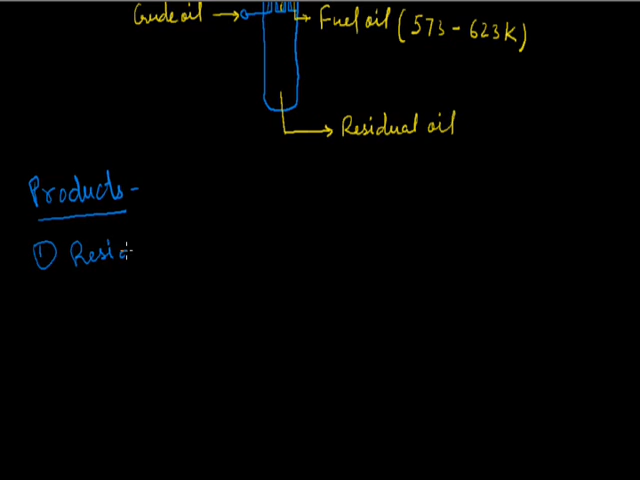 Crude oil
Fuel oil (573 - 623K)
Residual oil
Products -
① Resi